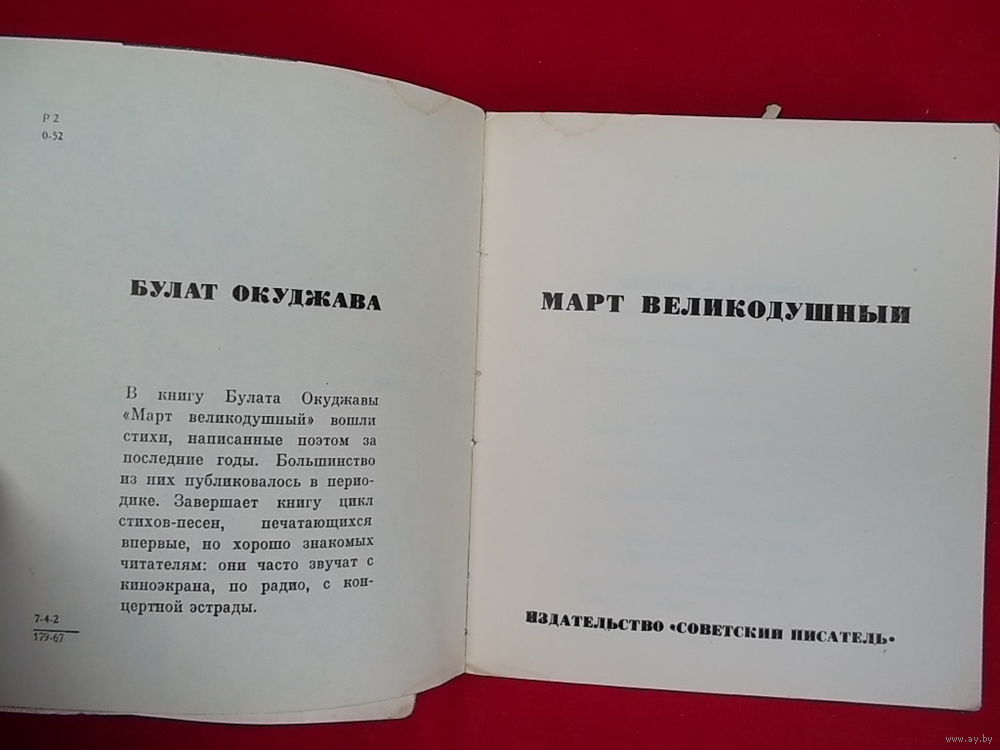 Р 2
О-52
БУЛАТ ОКУДЖАВА
В книгу Булата Окуджавы
«Март великодушный» вошли
стихи, написанные поэтом за
последние годы. Большинство
из них публиковалось в перио-
дике. Завершает книгу цикл
стихов-песен, печатающихся
впервые, но хорошо знакомых
читателям: они часто звучат с
киноэкрана, по радио, с кон-
цертной эстрады.
7-4-2
179-67
МАРТ ВЕЛИКОДУШНЫЙ
ИЗДАТЕЛЬСТВО «СОВЕТСКИЙ ПИСАТЕЛЬ»
www.ay.by